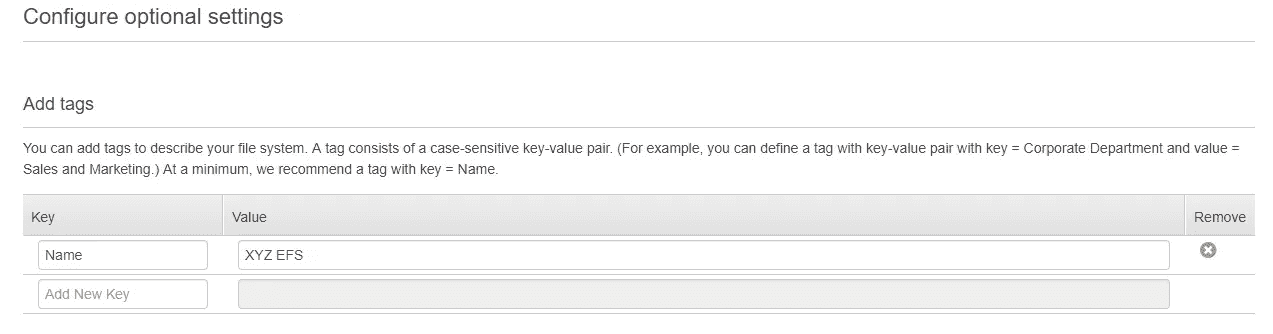 Configure optional settings
Add tags
You can add tags to describe your file system. A tag consists of a case-sensitive key-value pair. (For example, you can define a tag with key-value pair with key = Corporate Department and value =
Sales and Marketing.) At a minimum, we recommend a tag with key = Name.
Key Value Remove
Name XYZ EFS
Add New Key